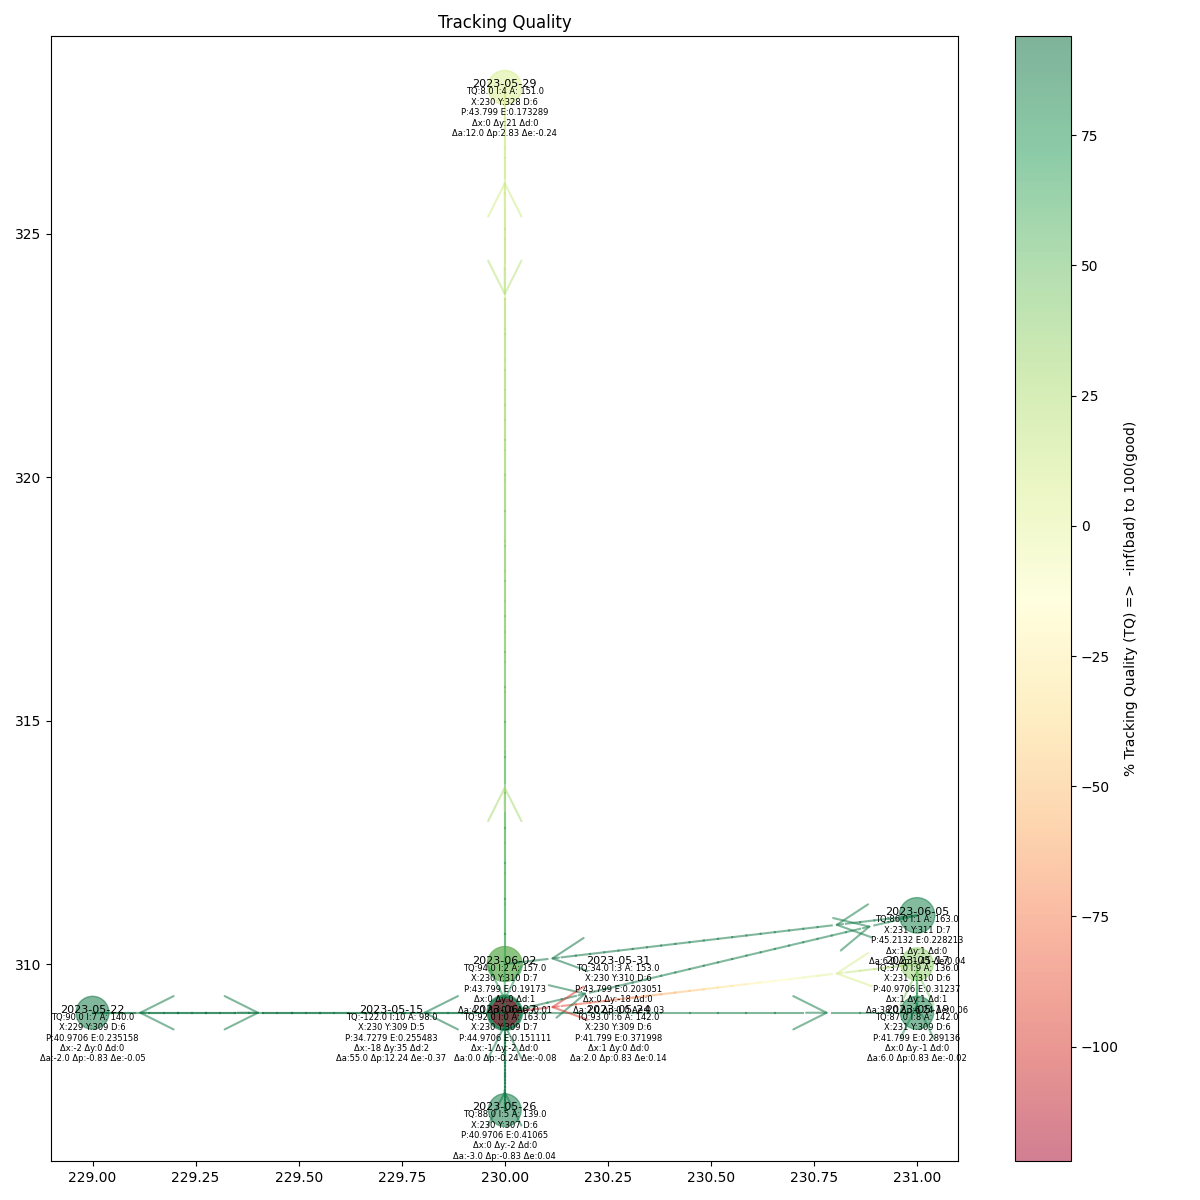 Tracking Quality
2023-05-29
TQ:8.0 I:4 A: 151.0
X:230 Y:328 D:6
P:43.799 E:0.173289
Δx:0 Δy:21 Δd:0
Δa:12.0 Δp:2.83 Δe:-0.24
325
320
315
310
2023-06-05
TQ:86.0 I:1 A: 163.0
X:231 Y:311 D:7
P:45.2132 E:0.228213
Δx:1 Δy:1 Δd:0
2023-06-02
TQ:94.0 I:2 A: 157.0
X:230 Y:310 D:7
P:43.799 E:0.19173
Δx:0 Δy:0 Δd:1
2023-05-31
TQ:34.0 I:3 A: 153.0
X:230 Y:310 D:6
P:43.799 E:0.203051
Δx:0 Δy:-18 Δd:0
2023-05-17
TQ:37.0 I:9 A: 136.0
X:231 Y:310 D:6
P:40.9706 E:0.31237
Δx:1 Δy:1 Δd:1
2023-05-22
TQ:90.0 I:7 A: 140.0
X:229 Y:309 D:6
P:40.9706 E:0.235158
Δx:-2 Δy:0 Δd:0
Δa:-2.0 Δp:-0.83 Δe:-0.05
2023-05-15
TQ:-122.0 I:10 A: 98.0
X:230 Y:309 D:5
P:34.7279 E:0.255483
Δx:-18 Δy:35 Δd:2
Δa:55.0 Δp:12.24 Δe:-0.37
TQ:92.0 I:0 A: 163.0
X:230 Y:309 D:7
P:44.9706 E:0.151111
Δx:-1 Δy:-2 Δd:0
Δa:0.0 Δp:-0.24 Δe:-0.08
2023-05-24
TQ:93.0 I:6 A: 142.0
X:230 Y:309 D:6
P:41.799 E:0.371998
Δx:1 Δy:0 Δd:0
Δa:2.0 Δp:0.83 Δe:0.14
2023-05-19
TQ:87.0 I:8 A: 142.0
X:231 Y:309 D:6
P:41.799 E:0.289136
Δx:0 Δy:-1 Δd:0
Δa:6.0 Δp:0.83 Δe:-0.02
2023-05-26
TQ:88.0 I:5 A: 139.0
X:230 Y:307 D:6
P:40.9706 E:0.41065
Δx:0 Δy:-2 Δd:0
Δa:-3.0 Δp:-0.83 Δe:0.04
229.00 229.25 229.50 229.75 230.00 230.25 230.50 230.75 231.00
75
50
25
0
−25
−50
−75
−100
% Tracking Quality (TQ) => -inf(bad) to 100(good)